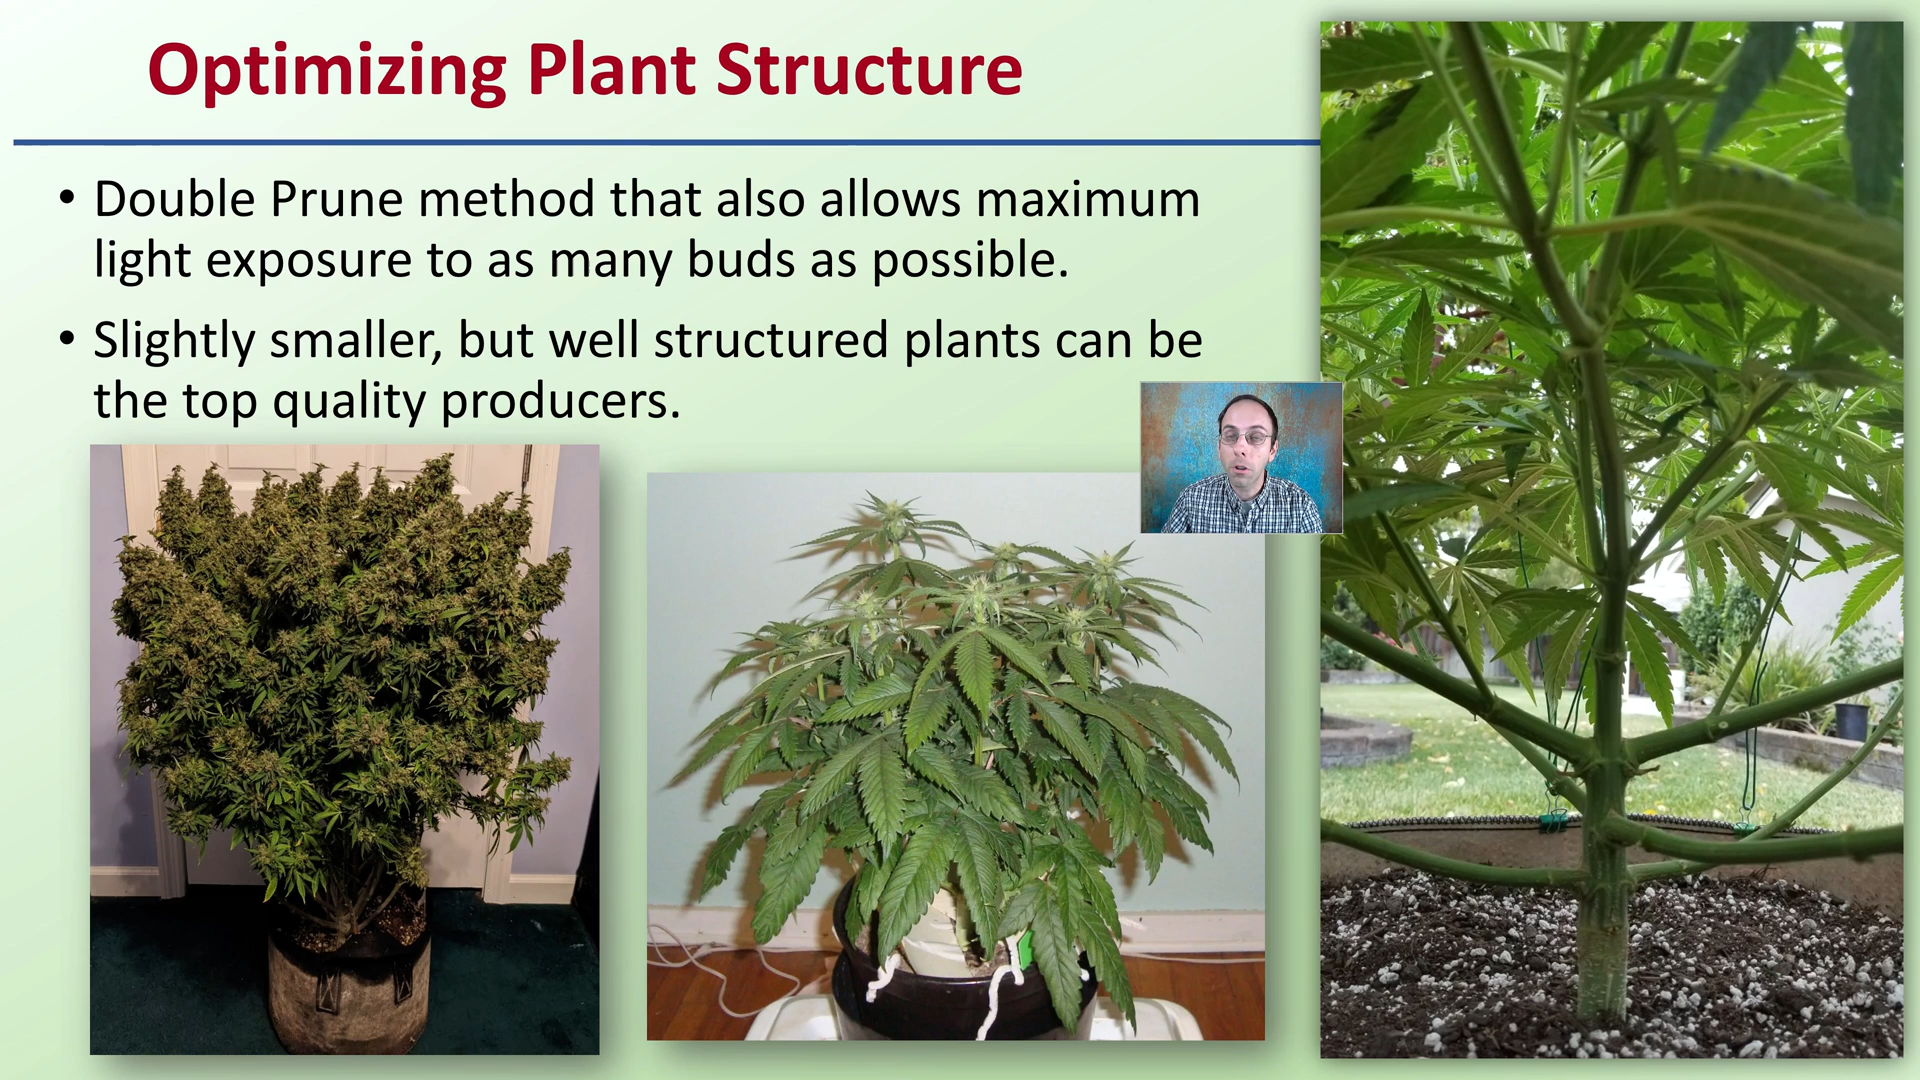 Optimizing Plant Structure
• Double Prune method that also allows maximum
light exposure to as many buds as possible.
• Slightly smaller, but well structured plants can be
the top quality producers.